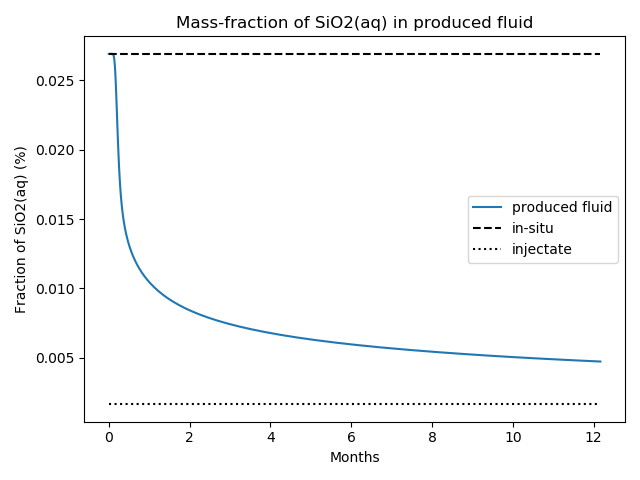 Mass-fraction of SiO2(aq) in produced fluid
Fraction of SiO2(aq) (%)
0.025
0.020
0.015
0.010
0.005
produced fluid
in-situ
injectate
0 2 4 6 8 10 12
Months